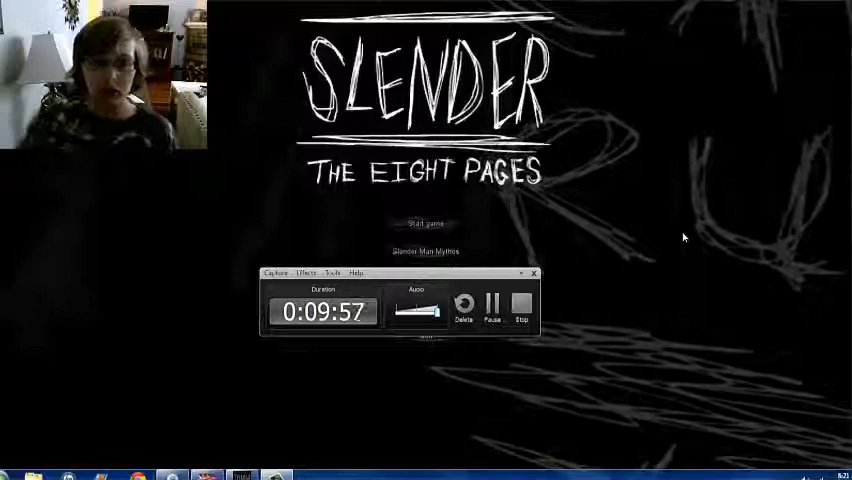 SLENDER
THE EIGHT PAGES
Start game
Slender Man Mythos
Capture Effects Tools Help
Duration
Audio
0:09:57
Delete
Pause
Stop
Ru